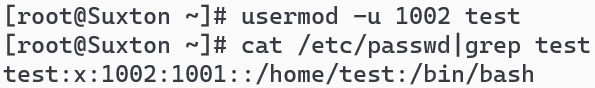 [root@Suxton ~]# usermod -u 1002 test
[root@Suxton ~]# cat /etc/passwd|grep test
test:x:1002:1001::/home/test:/bin/bash